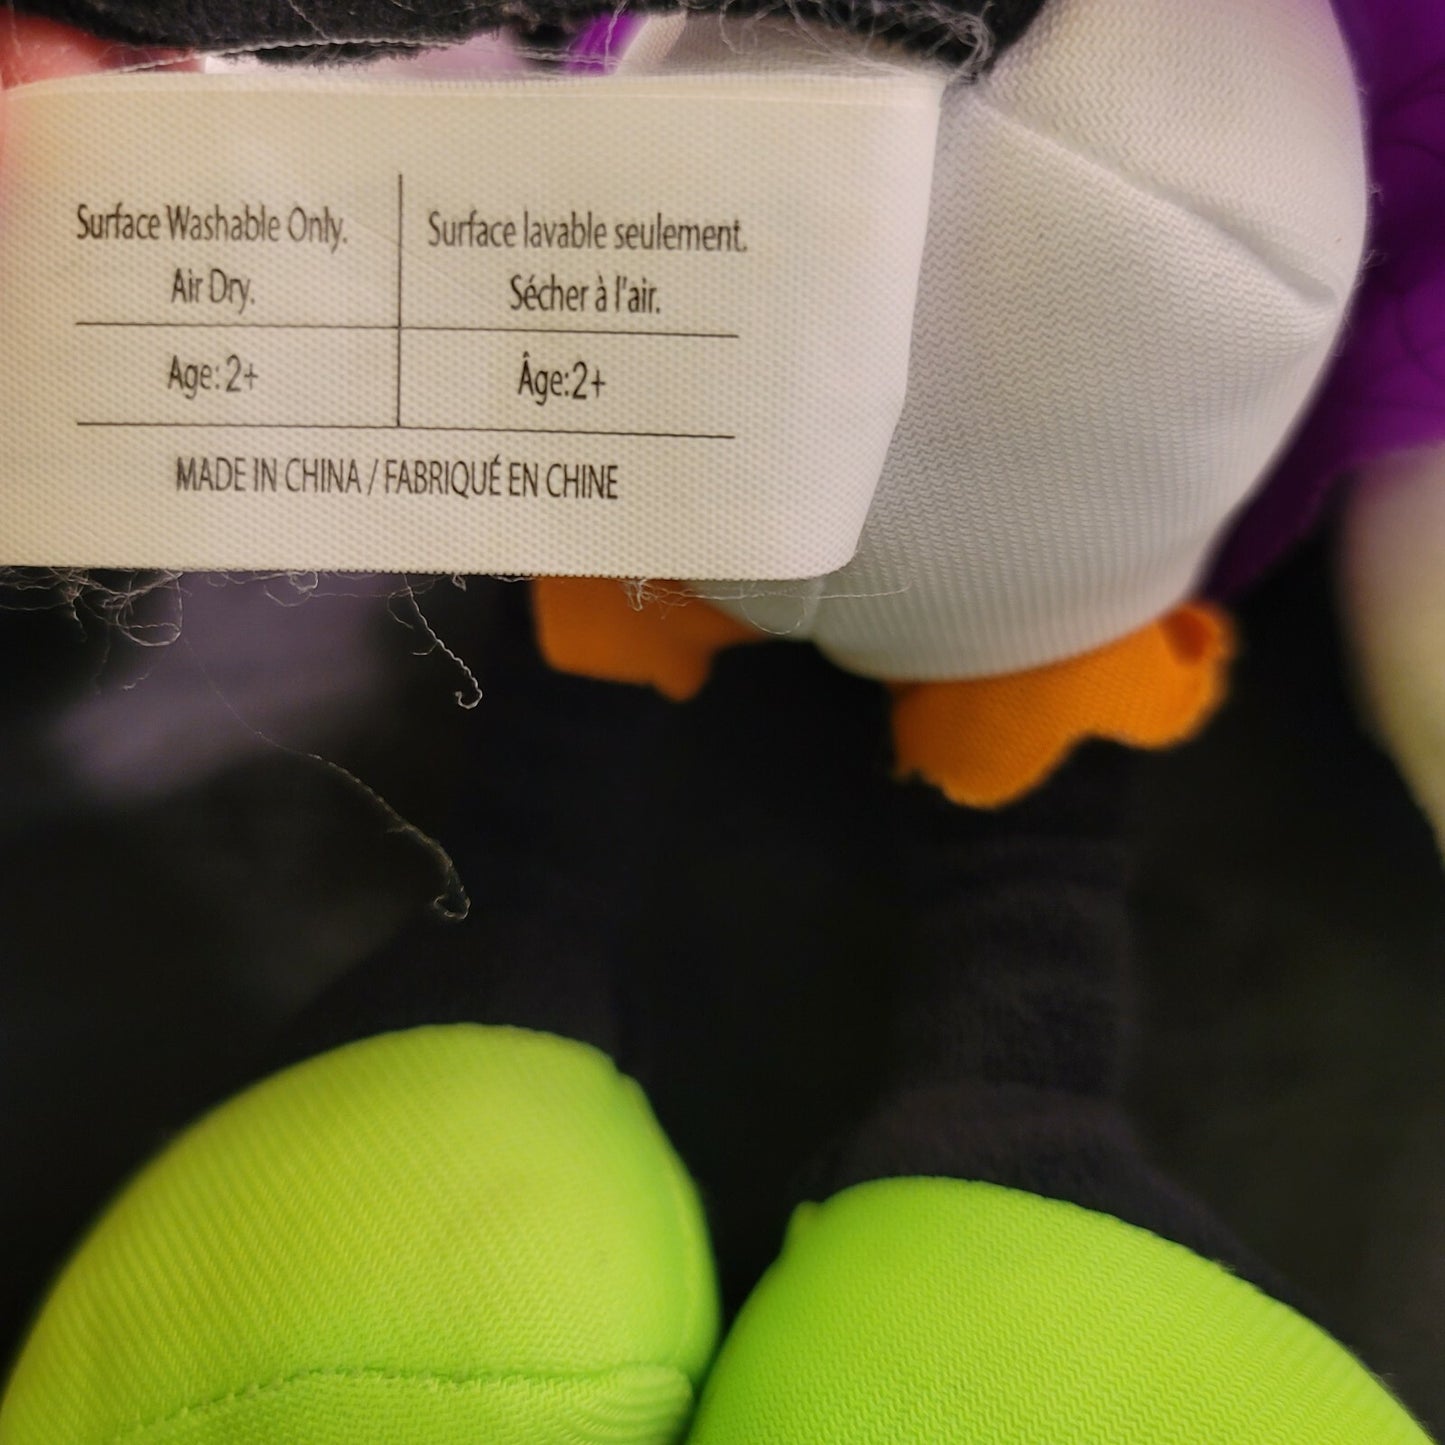 Surface Washable Only.
Air Dry.
Surface lavable seulement.
Sécher à l'air.
Age: 2+
Âge:2+
MADE IN CHINA / FABRIQUÉ EN CHINE